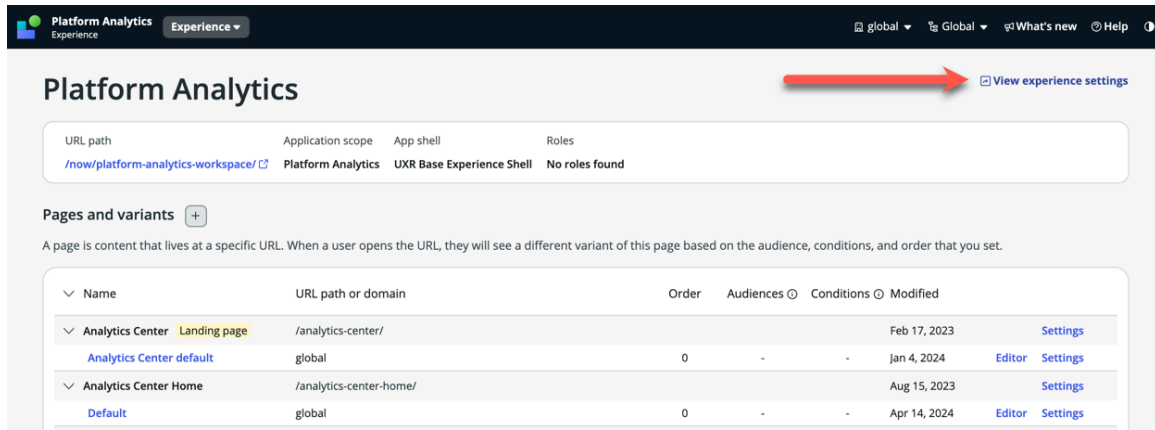 Platform Analytics
Experience
Experience
global
Global
What's new
Help
Platform Analytics
View experience settings
URL path Application scope App shell Roles
/now/platform-analytics-workspace/ Platform Analytics UXR Base Experience Shell No roles found
Pages and variants +
A page is content that lives at a specific URL. When a user opens the URL, they will see a different variant of this page based on the audience, conditions, and order that you set.
Name URL path or domain Order Audiences Conditions Modified
Analytics Center Landing page /analytics-center/ Feb 17, 2023 Settings
Analytics Center default global 0 - - Jan 4, 2024 Editor Settings
Analytics Center Home /analytics-center-home/ Aug 15, 2023 Settings
Default global 0 - - Apr 14, 2024 Editor Settings